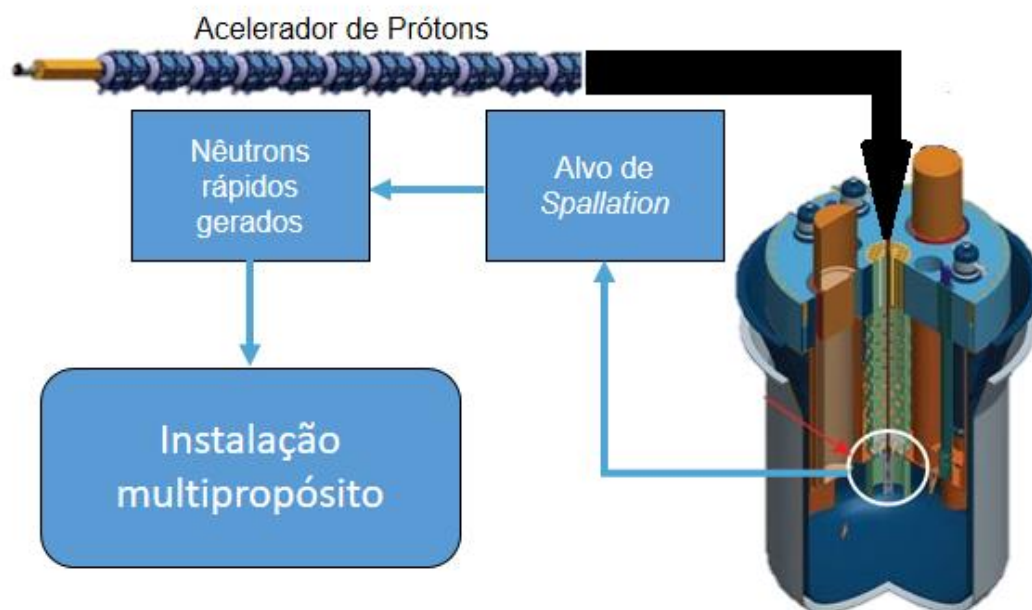 Acelerador de Prótons
Nêutrons
rápidos
gerados
Alvo de
Spallation
Instalação
multipropósito